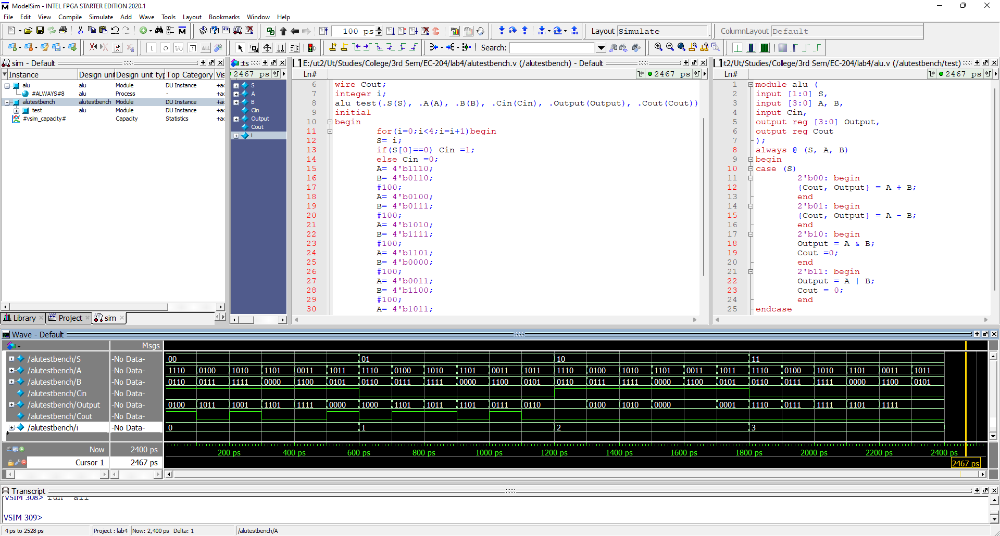 ModelSim - INTEL FPGA STARTER EDITION 2020.1
File Edit View Compile Simulate Add Wave Tools Layout Bookmarks Window Help
100 ps
Layout Simulate
ColumnLayout Default
Search:
sim - Default
Instance Design unit Design unit typ Top Category Vis
alu alu Module DU Instance +ac
#ALWAYS#8 alu Process - +ac
alutestbench alutestbench Module DU Instance +ac
test alu Module DU Instance +ac
#vsim_capacity# Capacity Statistics +ac
Library Project sim
:ts
2467 ps
S
A
B
Cin
Output
Cout
i
E:/ut2/Ut/Studies/College/3rd Sem/EC-204/lab4/alutestbench.v (/alutestbench) - Default
Ln# 2467 ps
6 wire Cout;
7 integer i;
8 alu test(.S(S), .A(A), .B(B), .Cin(Cin), .Output(Output), .Cout(Cout))
9 initial
10 begin
11 for(i=0;i<4;i=i+1)begin
12 S= i;
13 if(S[0]==0) Cin =1;
14 else Cin =0;
15 A= 4'b1110;
16 B= 4'b0110;
17 #100;
18 A= 4'b0100;
19 B= 4'b0111;
20 #100;
21 A= 4'b1010;
22 B= 4'b1111;
23 #100;
24 A= 4'b1101;
25 B= 4'b0000;
26 #100;
27 A= 4'b0011;
28 B= 4'b1100;
29 #100;
30 A= 4'b1011;
t2/Ut/Studies/College/3rd Sem/EC-204/lab4/alu.v (/alutestbench/test)
Ln# 2467 ps
1 module alu (
2 input [1:0] S,
3 input [3:0] A, B,
4 input Cin,
5 output reg [3:0] Output,
6 output reg Cout
7 );
8 always @ (S, A, B)
9 begin
10 case (S)
11 2'b00: begin
12 {Cout, Output} = A + B;
13 end
14 2'b01: begin
15 {Cout, Output} = A - B;
16 end
17 2'b10: begin
18 Output = A & B;
19 Cout =0;
20 end
21 2'b11: begin
22 Output = A | B;
23 Cout = 0;
24 end
25 endcase
Wave - Default
Msgs
/alutestbench/S -No Data- 00 01 10 11
/alutestbench/A -No Data- 1110 0100 1010 1101 0011 1011 1110 0100 1010 1101 0011 1011 1110 0100 1010 1101 0011 1011 1110 0100 1010 1101 0011 1011
/alutestbench/B -No Data- 0110 0111 1111 0000 1100 0101 0110 0111 1111 0000 1100 0101 0110 0111 1111 0000 1100 0101 0110 0111 1111 0000 1100 0101
/alutestbench/Cin -No Data-
/alutestbench/Output -No Data- 0100 1011 1001 1101 1111 0000 1000 1101 1011 1101 0111 0110 0100 1010 0000 0001 1110 0111 1111 1101 1111
/alutestbench/Cout -No Data-
/alutestbench/i -No Data- 0 1 2 3
Now 2400 ps 200 ps 400 ps 600 ps 800 ps 1000 ps 1200 ps 1400 ps 1600 ps 1800 ps 2000 ps 2200 ps 2400 ps
Cursor 1 2467 ps 2467 ps
Transcript
VSIM 308>
VSIM 309>
4 ps to 2528 ps Project : lab4 Now: 2,400 ps Delta: 1 /alutestbench/A